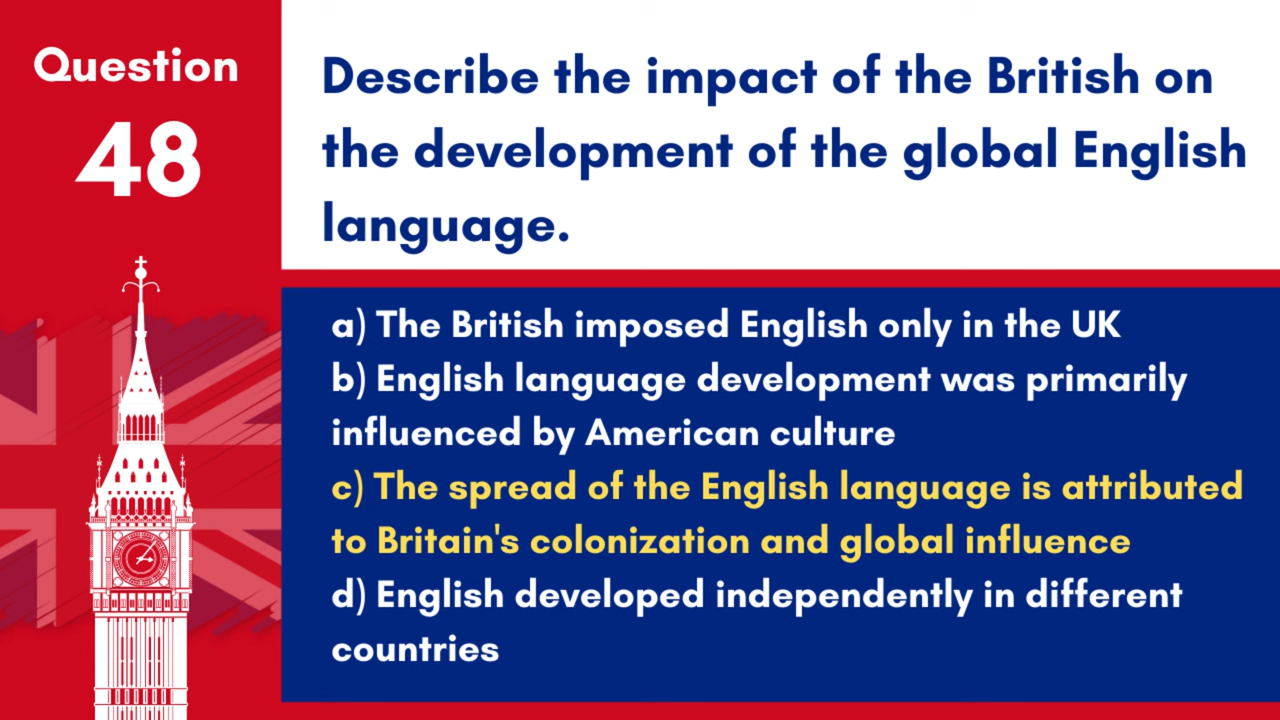 Question
48
Describe the impact of the British on
the development of the global English
language.
a) The British imposed English only in the UK
b) English language development was primarily
influenced by American culture
c) The spread of the English language is attributed
to Britain's colonization and global influence
d) English developed independently in different
countries